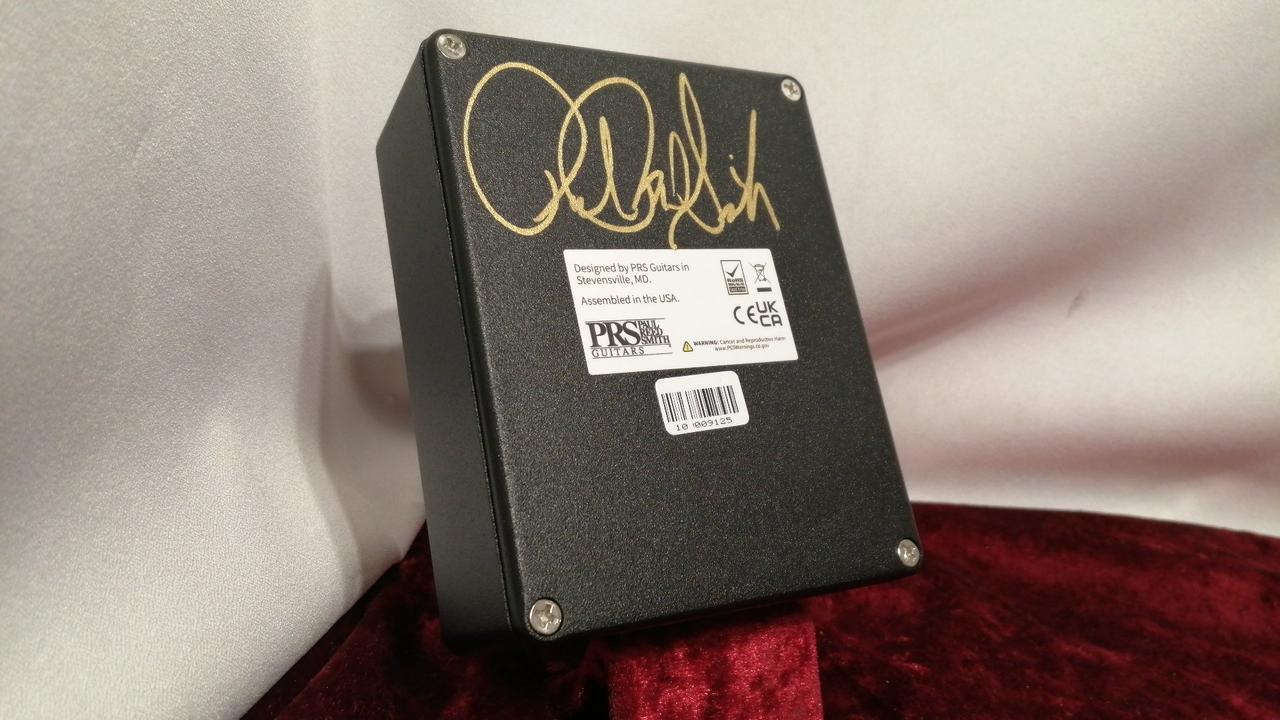 Designed by PRS Guitars in
Stevensville, MD.
Assembled in the USA.
PRS PAUL REED SMITH
GUITARS
RoHS
CE UK CA
WARNING: Cancer and Reproductive Harm
www.P65Warnings.ca.gov
10 009125